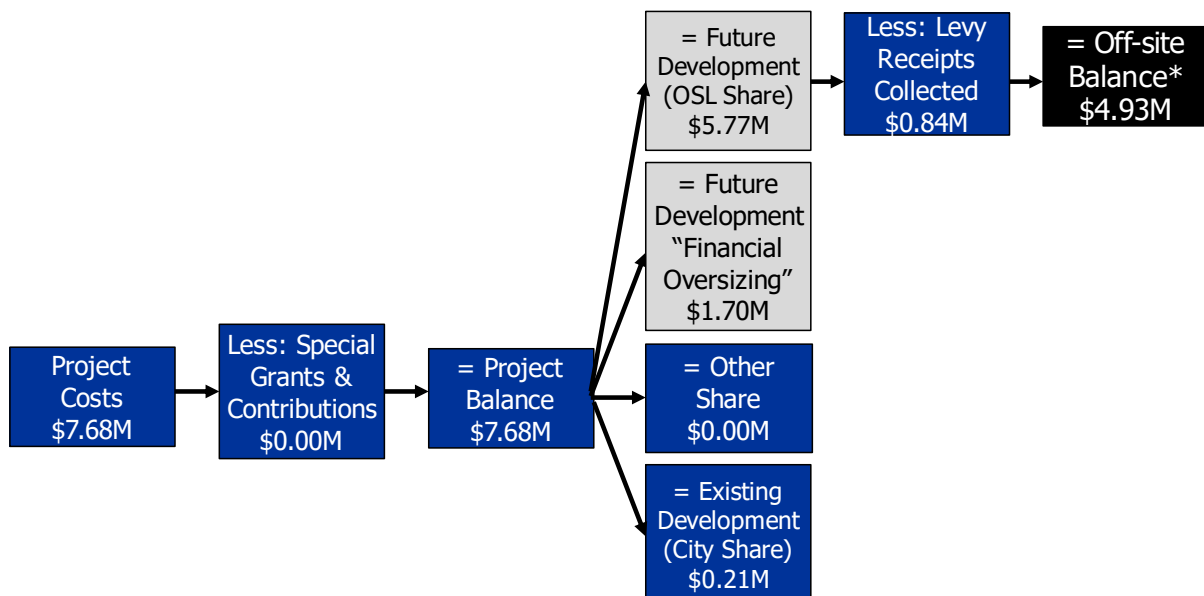 Project
Costs
$7.68M
Less: Special
Grants &
Contributions
$0.00M
= Project
Balance
$7.68M
= Future
Development
(OSL Share)
$5.77M
Less: Levy
Receipts
Collected
$0.84M
= Off-site
Balance*
$4.93M
= Future
Development
“Financial
Oversizing”
$1.70M
= Other
Share
$0.00M
= Existing
Development
(City Share)
$0.21M